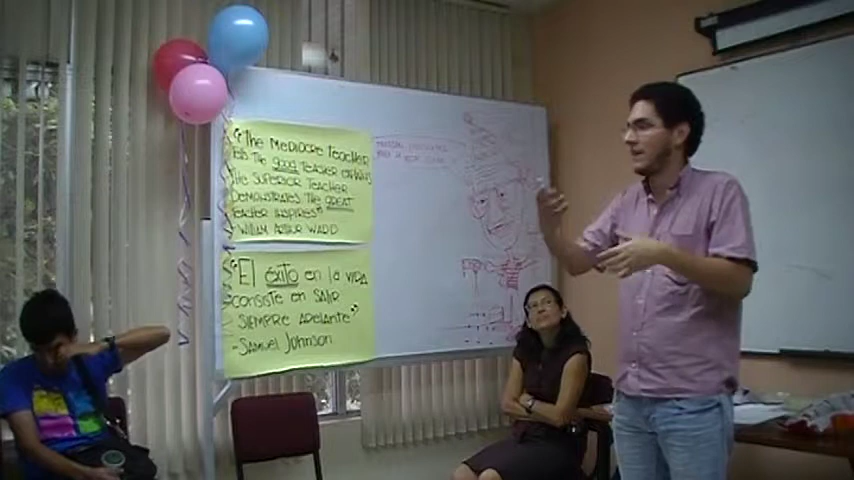 "The MEDIOCRE TEACHER
tells THE good TEACHER EXPLAINS
THE SUPERIOR TEACHER
DEMONSTRATES THE GREAT
TEACHER INSPIRES"
WILLIAM ARTHUR WARD
"El éxito en la VIDA
consiste en SALIR
SIEMPRE ADELANTE"
-SAMUEL JOHNSON